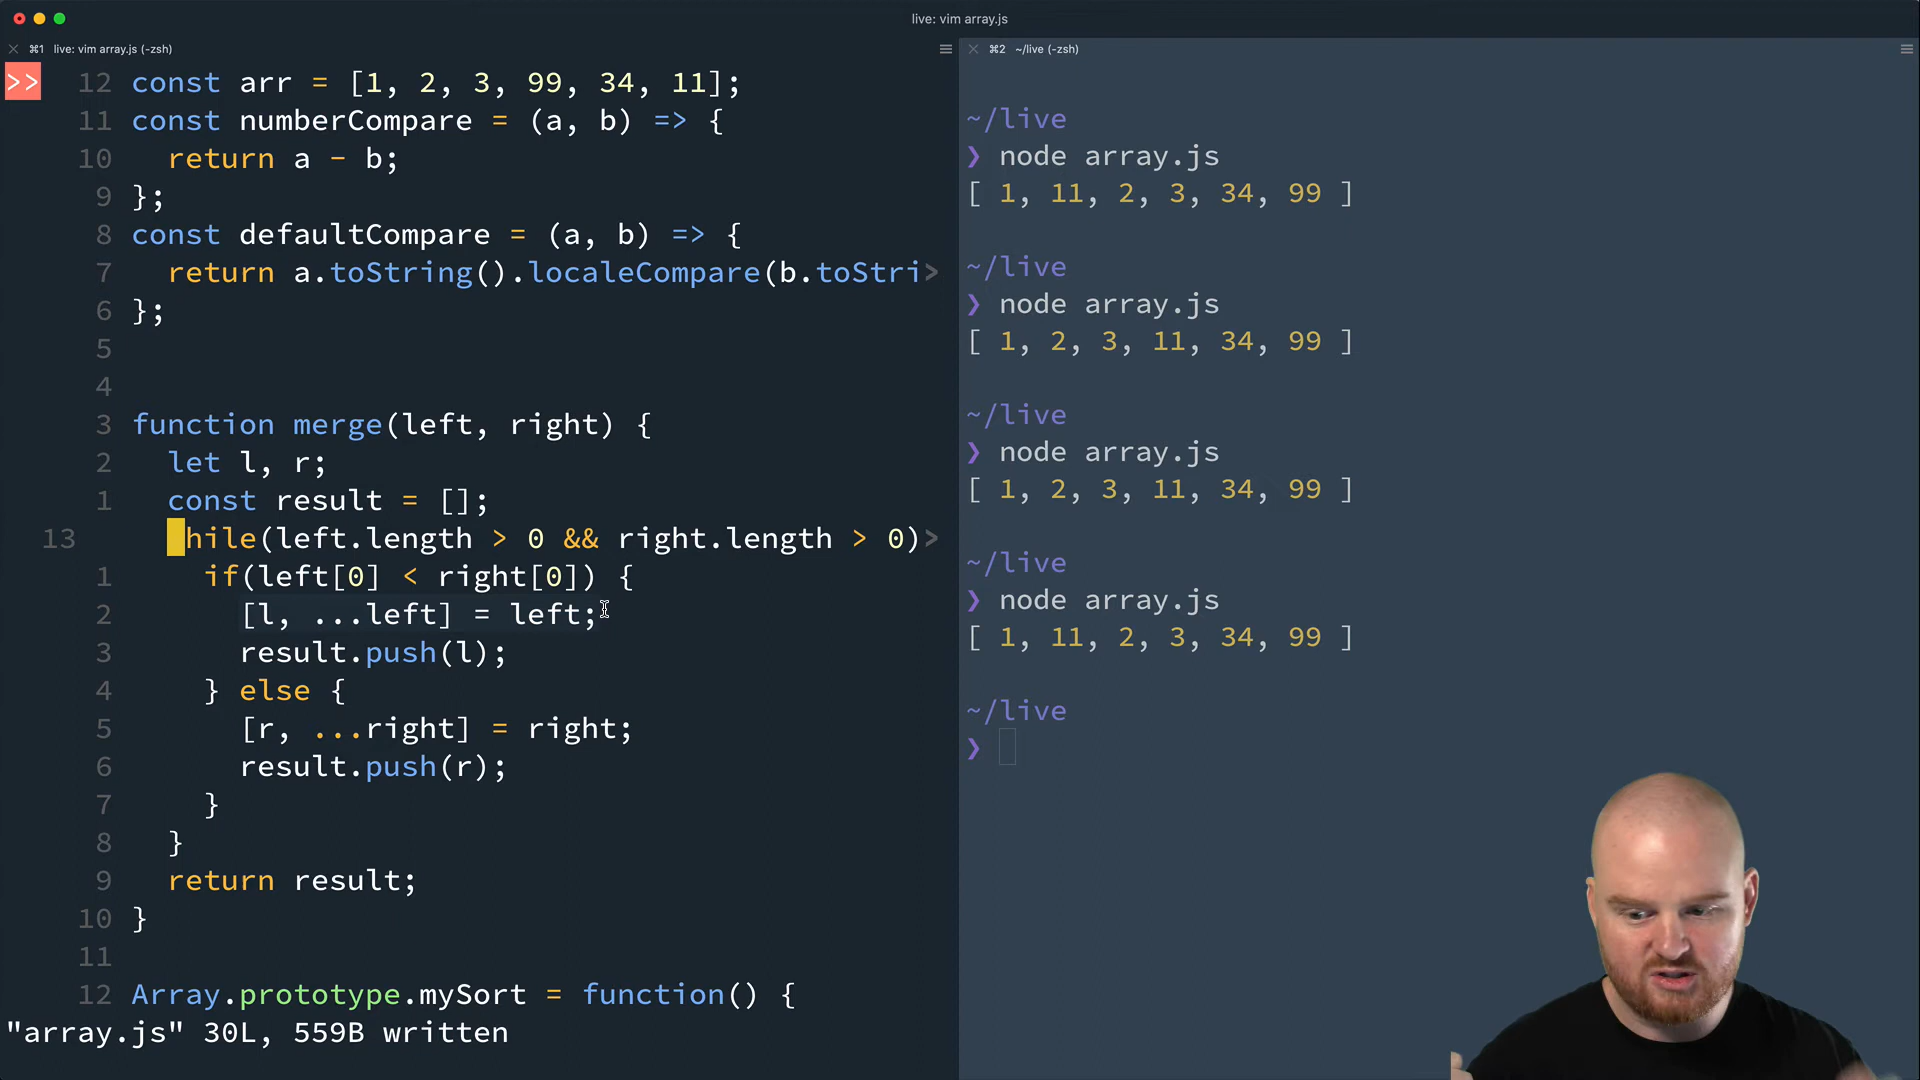 live: vim array.js
⌘1 live: vim array.js (-zsh)
>> 12 const arr = [1, 2, 3, 99, 34, 11];
11 const numberCompare = (a, b) => {
10 return a - b;
9 };
8 const defaultCompare = (a, b) => {
7 return a.toString().localeCompare(b.toStri>
6 };
5
4
3 function merge(left, right) {
2 let l, r;
1 const result = [];
13 hile(left.length > 0 && right.length > 0)>
1 if(left[0] < right[0]) {
2 [l, ...left] = left;
3 result.push(l);
4 } else {
5 [r, ...right] = right;
6 result.push(r);
7 }
8 }
9 return result;
10 }
11
12 Array.prototype.mySort = function() {
"array.js" 30L, 559B written
⌘2 ~/live (-zsh)
~/live
❯ node array.js
[ 1, 11, 2, 3, 34, 99 ]
~/live
❯ node array.js
[ 1, 2, 3, 11, 34, 99 ]
~/live
❯ node array.js
[ 1, 2, 3, 11, 34, 99 ]
~/live
❯ node array.js
[ 1, 11, 2, 3, 34, 99 ]
~/live
❯